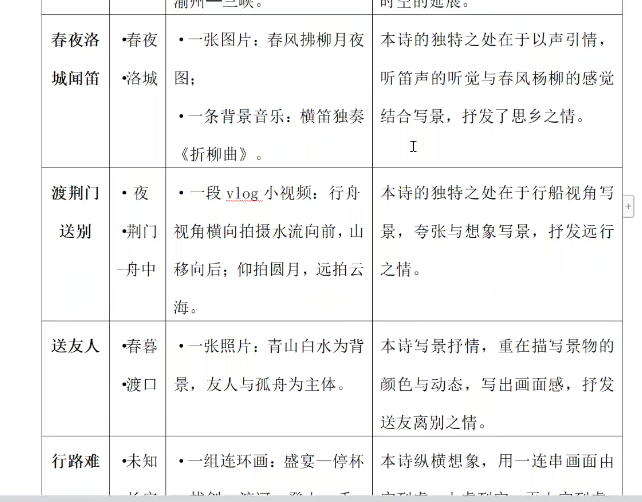 渝州—三峡。
时空的延展。
春夜洛
城闻笛
•春夜
•洛城
•一张图片：春风拂柳月夜
图；
•一条背景音乐：横笛独奏
《折柳曲》。
本诗的独特之处在于以声引情，
听笛声的听觉与春风杨柳的感觉
结合写景，抒发了思乡之情。
渡荆门
送别
•夜
•荆门
–舟中
•一段 vlog 小视频：行舟
视角横向拍摄水流向前，山
移向后；仰拍圆月，远拍云
海。
本诗的独特之处在于行船视角写
景，夸张与想象写景，抒发远行
之情。
送友人
•春暮
•渡口
•一张照片：青山白水为背
景，友人与孤舟为主体。
本诗写景抒情，重在描写景物的
颜色与动态，写出画面感，抒发
送友离别之情。
行路难
•未知
•一组连环画：盛宴—停杯
本诗纵横想象，用一连串画面由